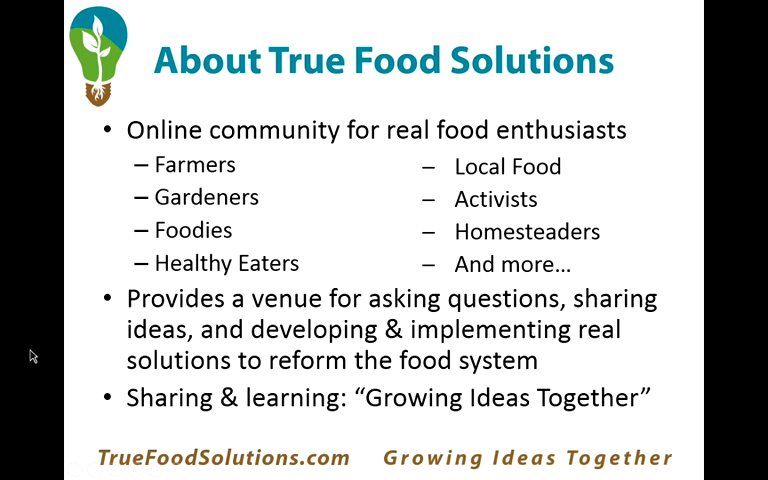 About True Food Solutions
• Online community for real food enthusiasts
– Farmers
– Gardeners
– Foodies
– Healthy Eaters
– Local Food
– Activists
– Homesteaders
– And more…
• Provides a venue for asking questions, sharing
ideas, and developing & implementing real
solutions to reform the food system
• Sharing & learning: “Growing Ideas Together”
TrueFoodSolutions.com Growing Ideas Together